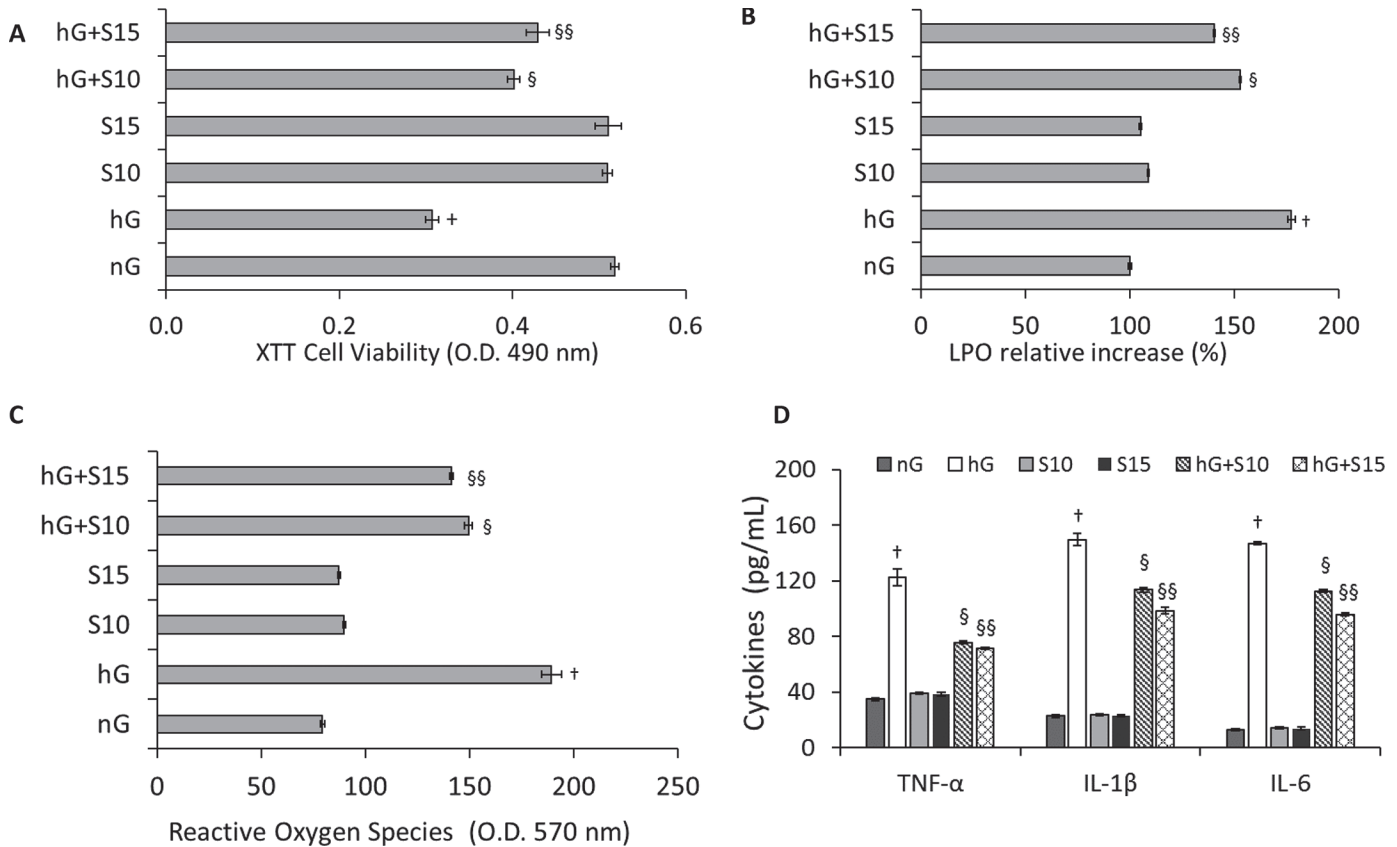 A
hG+S15 §§
hG+S10 §
S15
S10
hG +
nG
0.0 0.2 0.4 0.6
XTT Cell Viability (O.D. 490 nm)
B
hG+S15 §§
hG+S10 §
S15
S10
hG †
nG
0 50 100 150 200
LPO relative increase (%)
C
hG+S15 §§
hG+S10 §
S15
S10
hG †
nG
0 50 100 150 200 250
Reactive Oxygen Species (O.D. 570 nm)
D
nG hG S10 S15 hG+S10 hG+S15
Cytokines (pg/mL)
200
160
120
80
40
0
† § §§
† § §§
† § §§
TNF-α IL-1β IL-6